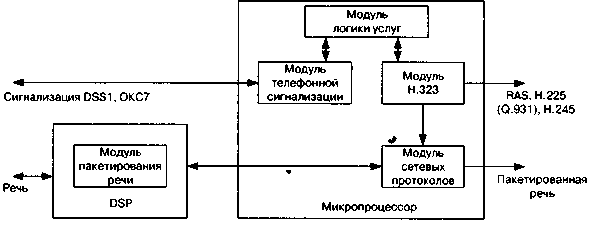 Модуль
логики услуг
Модуль
телефонной
сигнализации
Модуль
H.323
Сигнализация DSS1, ОКС7
RAS, H.225
(Q.931), H.245
Модуль
пакетирования
речи
Модуль
сетевых
протоколов
Речь
DSP
Микропроцессор
Пакетированная
речь